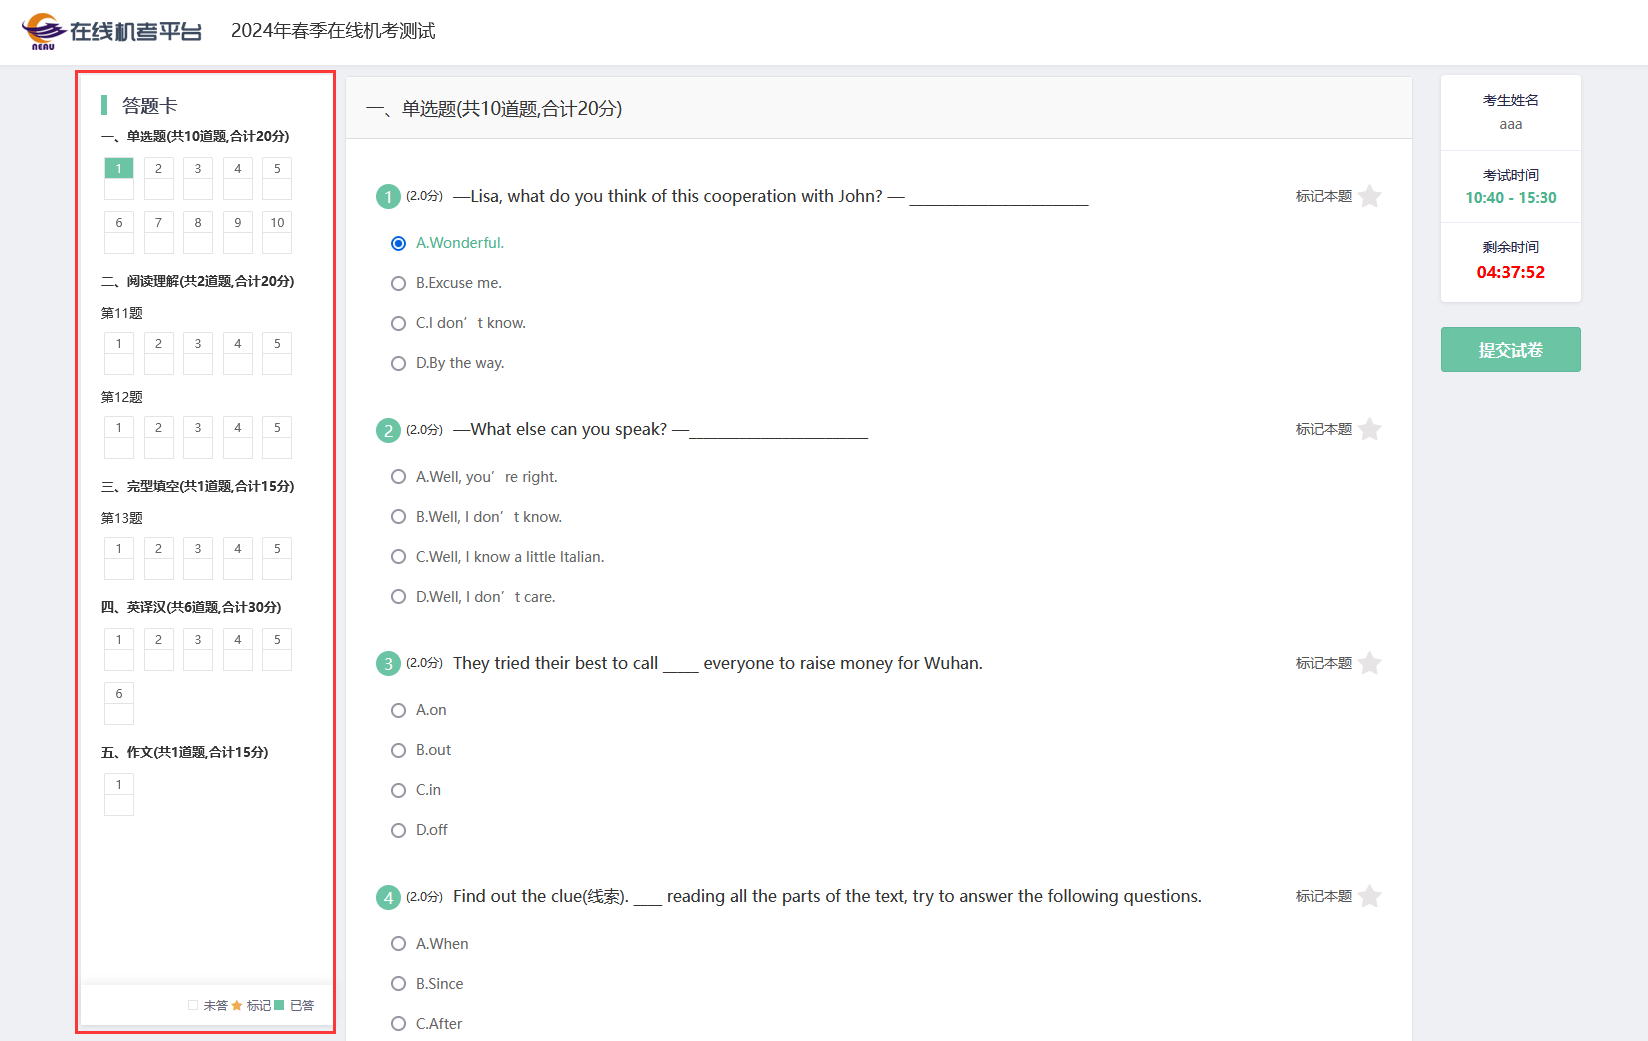 NEAU
在线机考平台
2024年春季在线机考测试
答题卡
一、单选题(共10道题,合计20分)
1 2 3 4 5
6 7 8 9 10
二、阅读理解(共2道题,合计20分)
第11题
1 2 3 4 5
第12题
1 2 3 4 5
三、完型填空(共1道题,合计15分)
第13题
1 2 3 4 5
四、英译汉(共6道题,合计30分)
1 2 3 4 5
6
五、作文(共1道题,合计15分)
1
未答 标记 已答
一、单选题(共10道题,合计20分)
1 (2.0分) —Lisa, what do you think of this cooperation with John? — ____________________ 标记本题
A.Wonderful.
B.Excuse me.
C.I don’t know.
D.By the way.
2 (2.0分) —What else can you speak? —____________________ 标记本题
A.Well, you’re right.
B.Well, I don’t know.
C.Well, I know a little Italian.
D.Well, I don’t care.
3 (2.0分) They tried their best to call ____ everyone to raise money for Wuhan. 标记本题
A.on
B.out
C.in
D.off
4 (2.0分) Find out the clue(线索). ___ reading all the parts of the text, try to answer the following questions. 标记本题
A.When
B.Since
C.After
考生姓名
aaa
考试时间
10:40 - 15:30
剩余时间
04:37:52
提交试卷